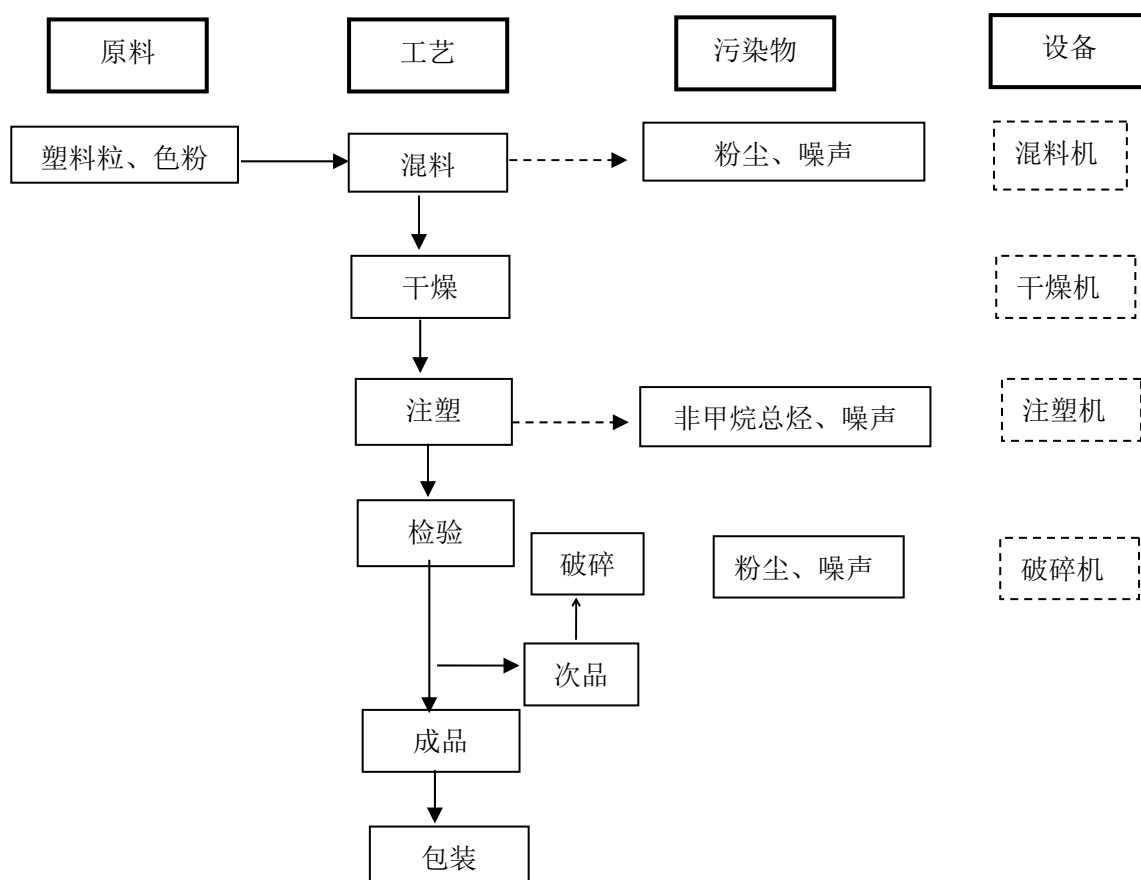 原料
工艺
污染物
设备
塑料粒、色粉
混料
粉尘、噪声
混料机
干燥
干燥机
注塑
非甲烷总烃、噪声
注塑机
检验
破碎
粉尘、噪声
破碎机
次品
成品
包装